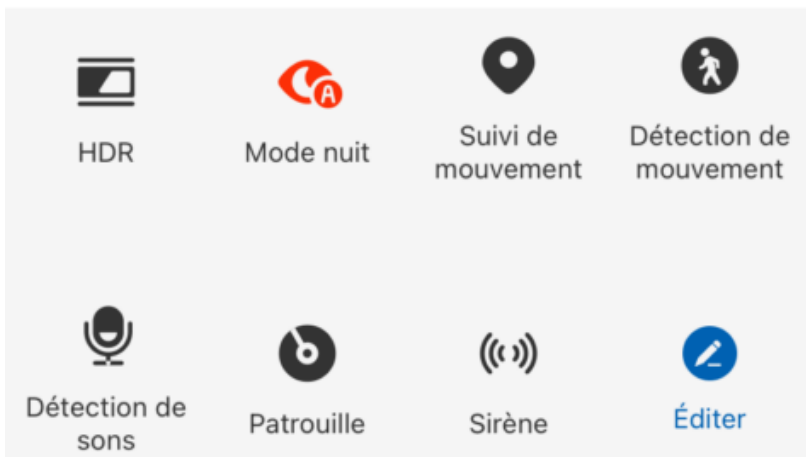 HDR
Mode nuit
Suivi de
mouvement
Détection de
mouvement
Détection de
sons
Patrouille
Sirène
Éditer